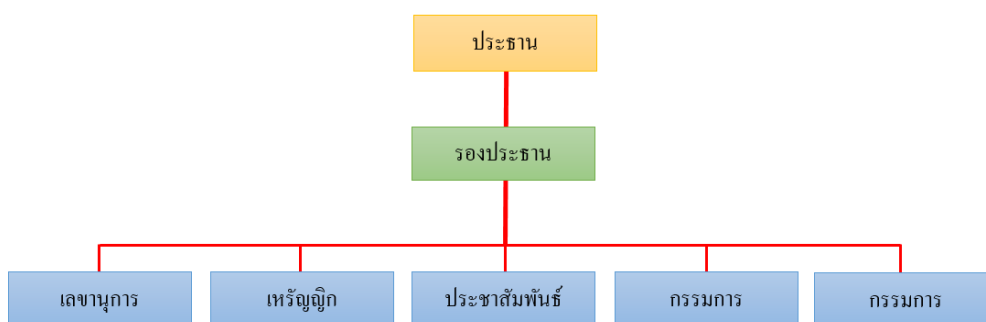 ประธาน
รองประธาน
เลขานุการ
เหรัญญิก
ประชาสัมพันธ์
กรรมการ
กรรมการ